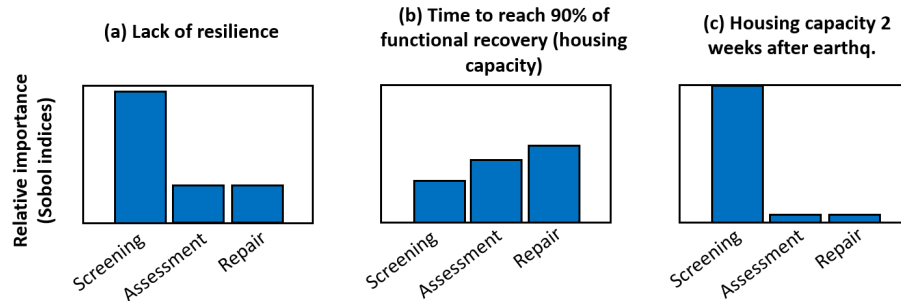 (a) Lack of resilience
(b) Time to reach 90% of
functional recovery (housing
capacity)
(c) Housing capacity 2
weeks after earthq.
Relative importance
(Sobol indices)
Screening
Assessment
Repair
Screening
Assessment
Repair
Screening
Assessment
Repair